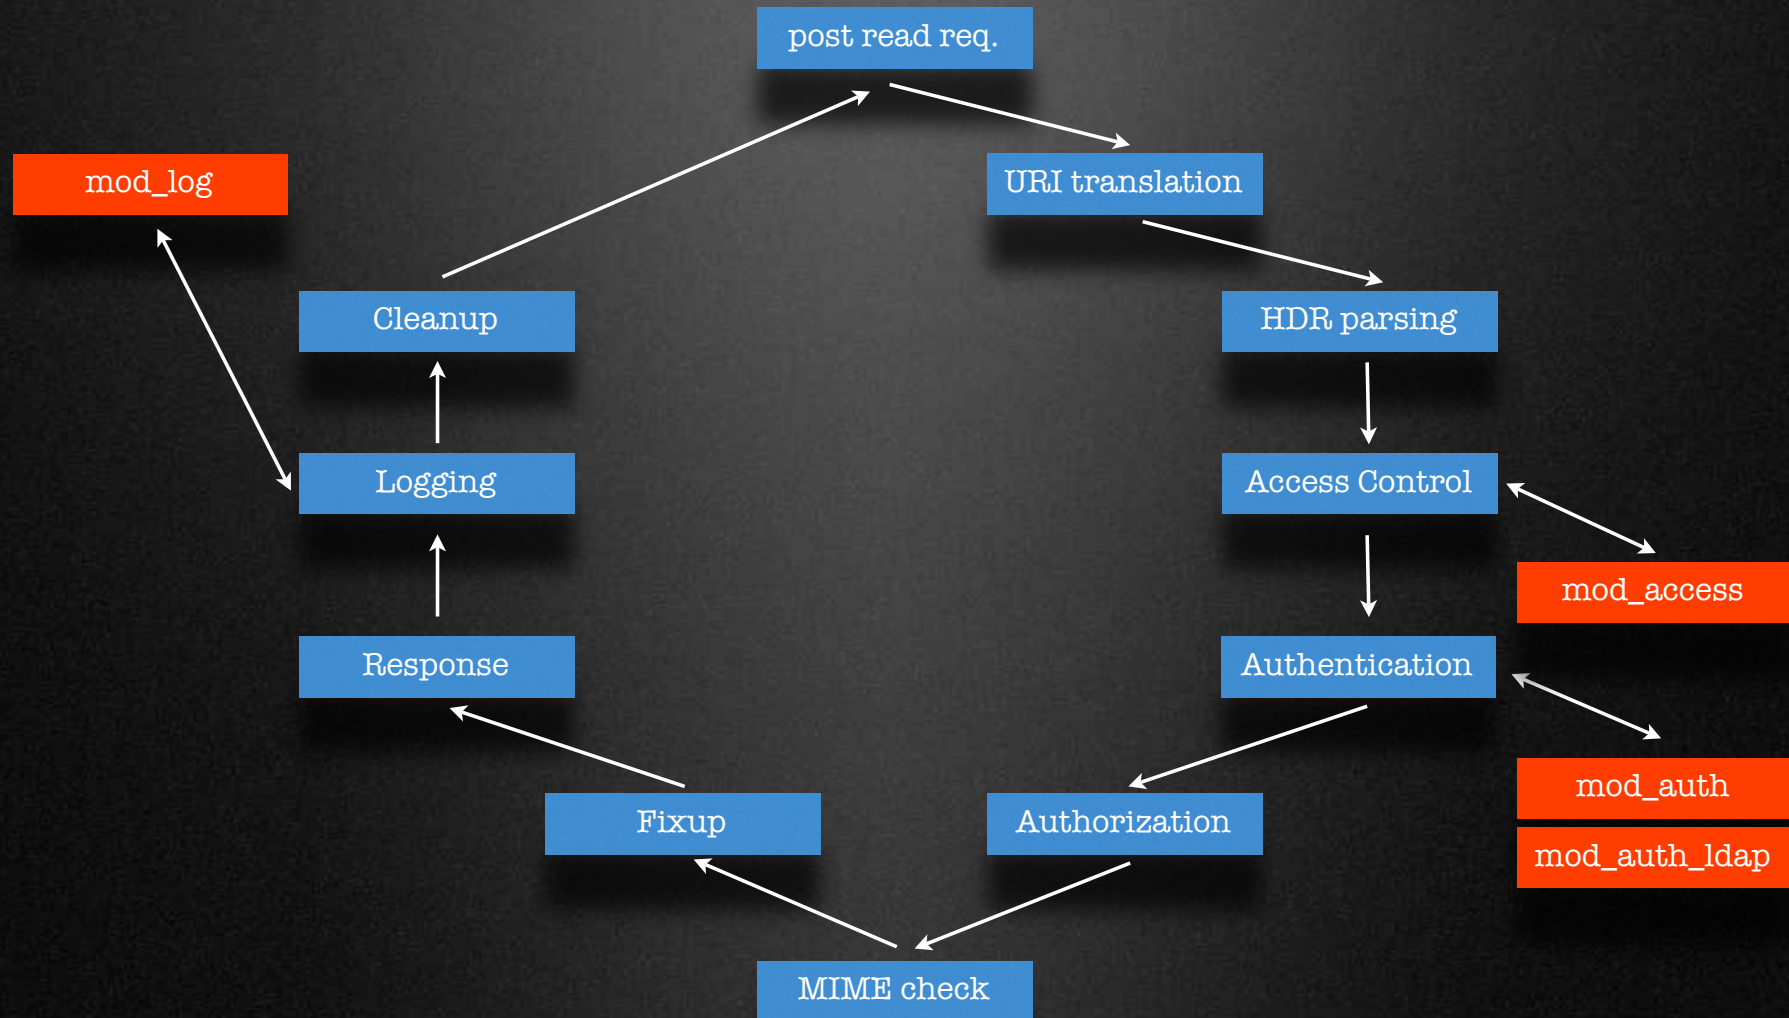 post read req.
mod_log
URI translation
Cleanup
HDR parsing
Logging
Access Control
mod_access
Response
Authentication
mod_auth
Fixup
Authorization
mod_auth_ldap
MIME check